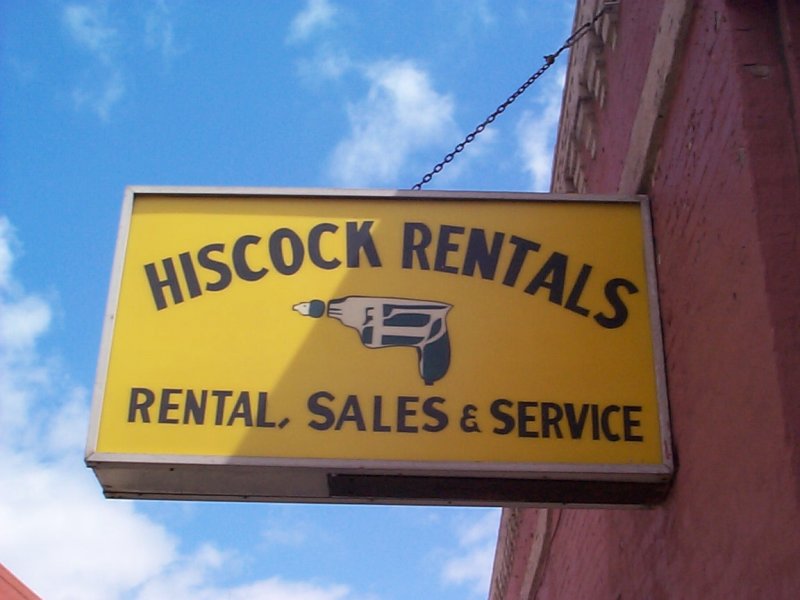 HISCOCK RENTALS
RENTAL, SALES & SERVICE